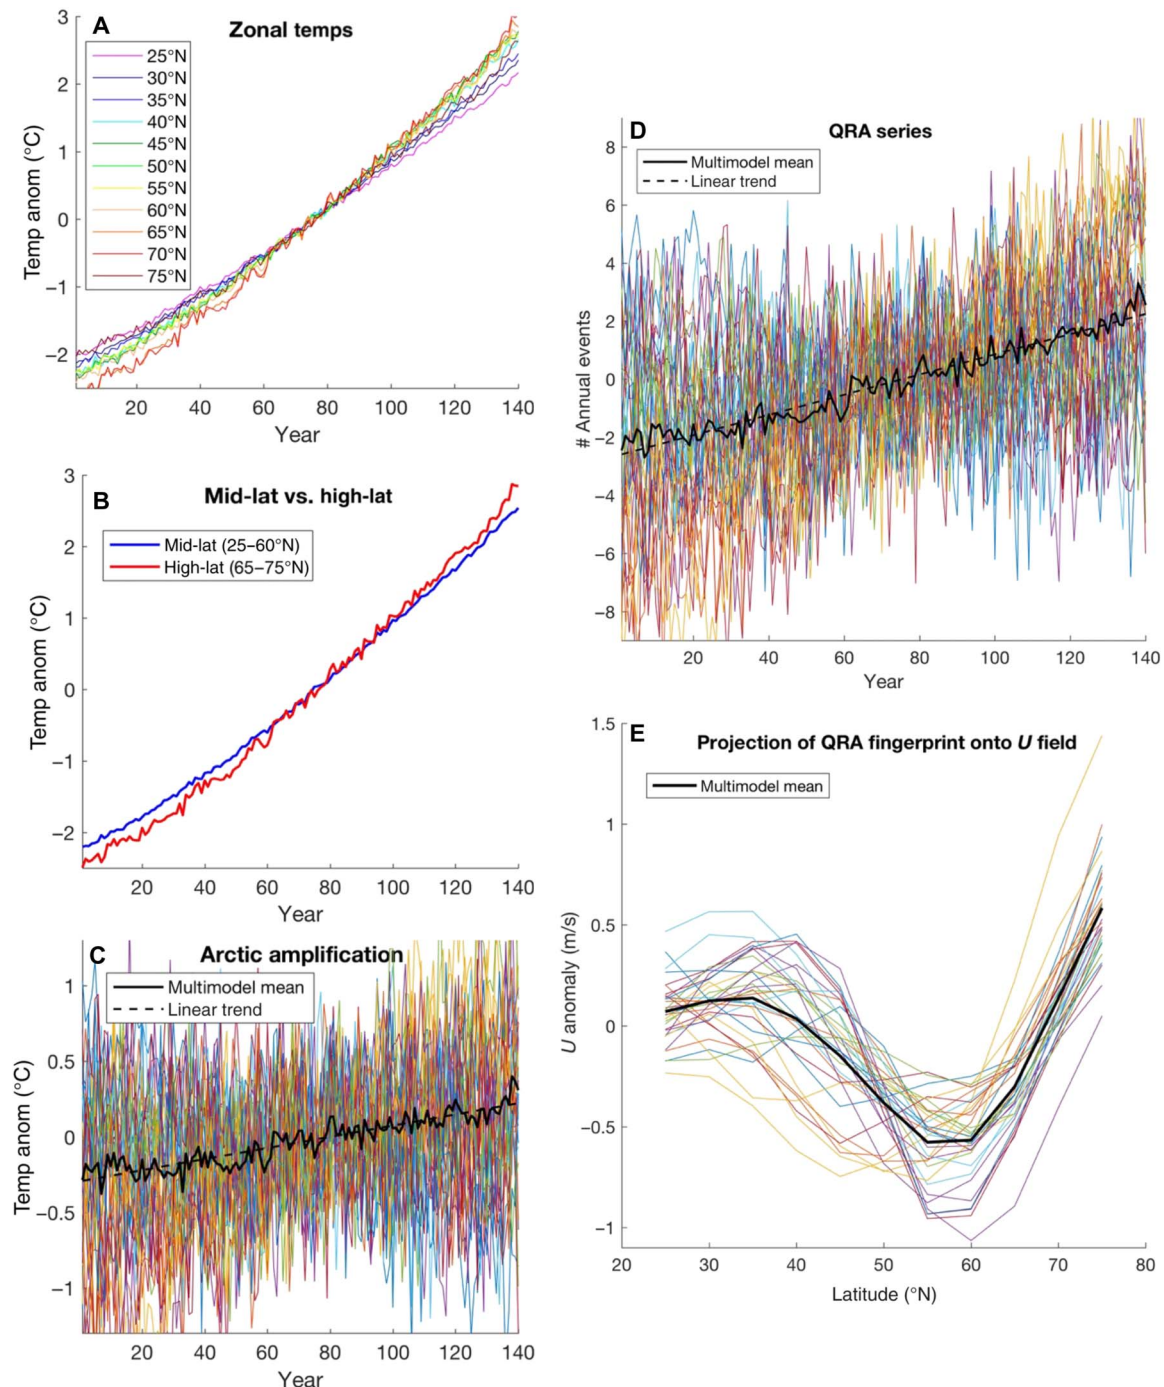 A
Zonal temps
3
2
1
0
−1
−2
Temp anom (°C)
25°N
30°N
35°N
40°N
45°N
50°N
55°N
60°N
65°N
70°N
75°N
20 40 60 80 100 120 140
Year
B
Mid-lat vs. high-lat
3
2
1
0
−1
−2
Temp anom (°C)
Mid-lat (25–60°N)
High-lat (65–75°N)
20 40 60 80 100 120 140
Year
C
Arctic amplification
1
0.5
0
−0.5
−1
Temp anom (°C)
Multimodel mean
Linear trend
20 40 60 80 100 120 140
Year
D
QRA series
8
6
4
2
0
−2
−4
−6
−8
# Annual events
Multimodel mean
Linear trend
20 40 60 80 100 120 140
Year
E
Projection of QRA fingerprint onto U field
1.5
1
0.5
0
−0.5
−1
U anomaly (m/s)
Multimodel mean
20 30 40 50 60 70 80
Latitude (°N)